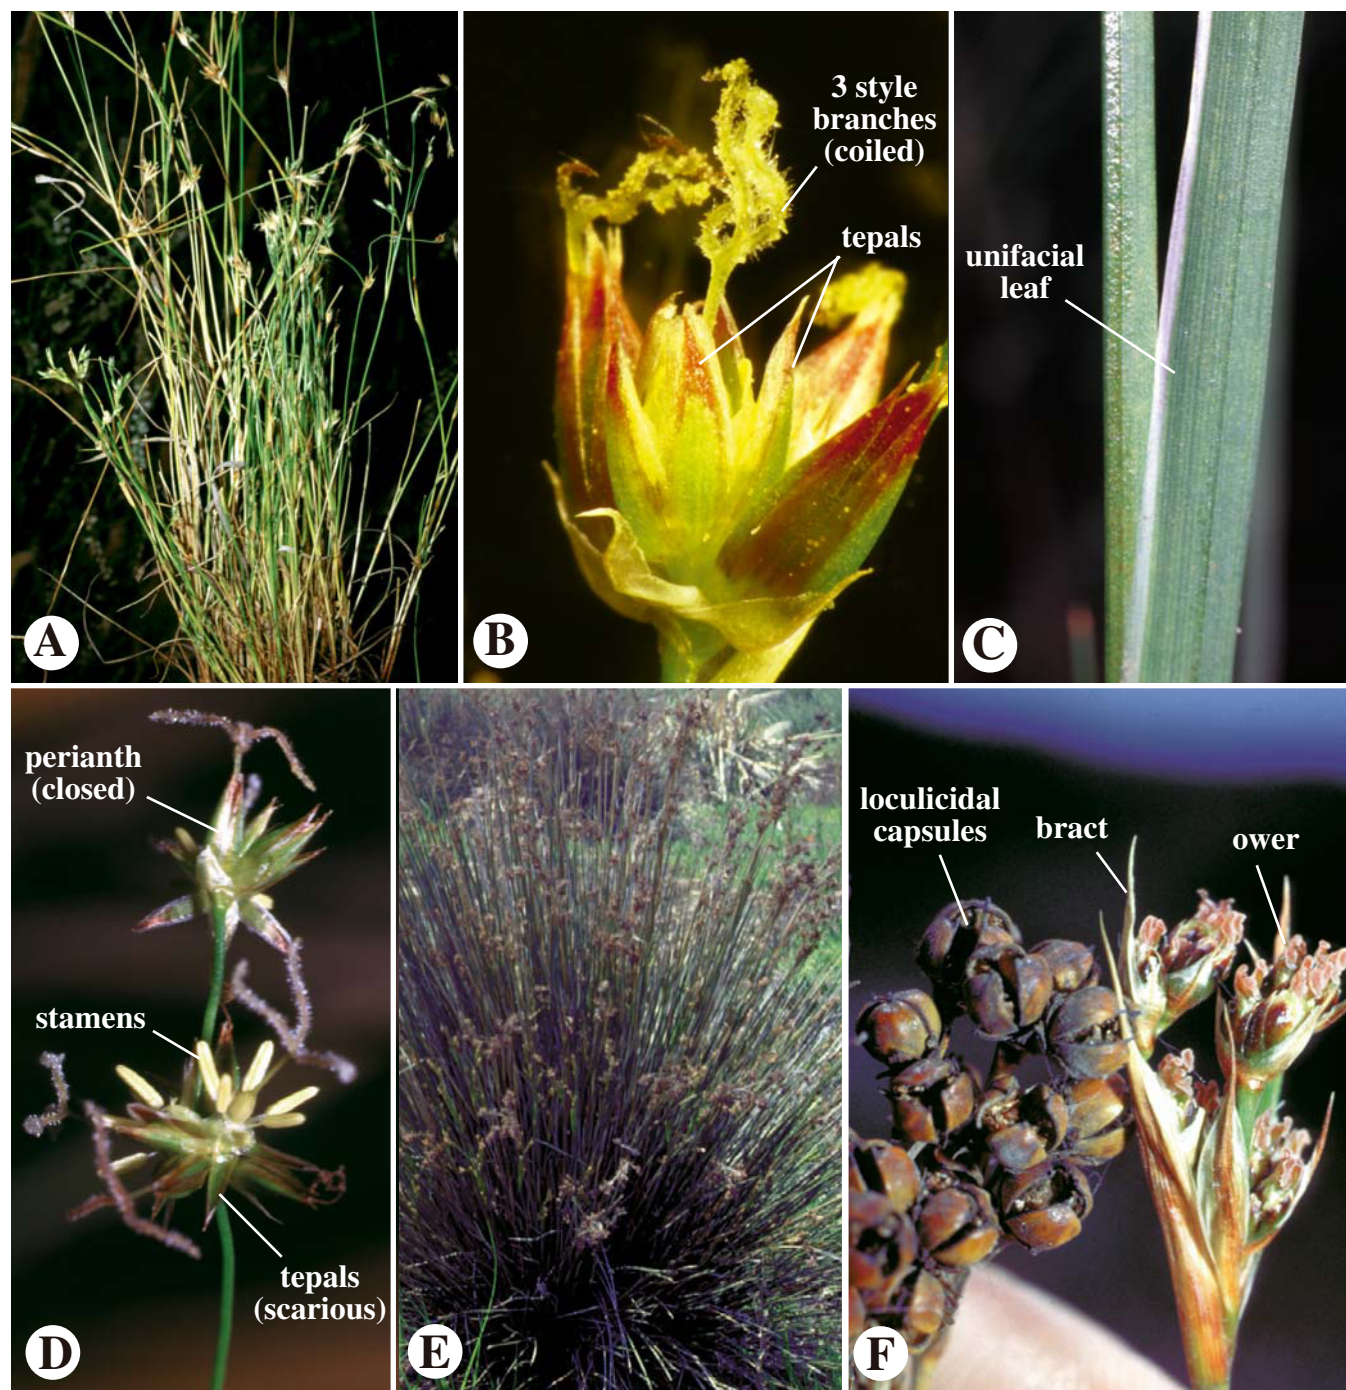 3 style
branches
(coiled)
tepals
unifacial
leaf
A
B
C
perianth
(closed)
stamens
tepals
(scarious)
loculicidal
capsules
bract
ower
D
E
F